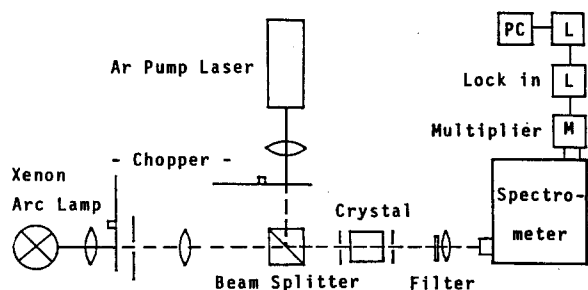 PC L
Ar Pump Laser
Lock in L
- Chopper -
Multiplier M
Xenon
Arc Lamp
Crystal
Spectro-
meter
Beam Splitter
Filter